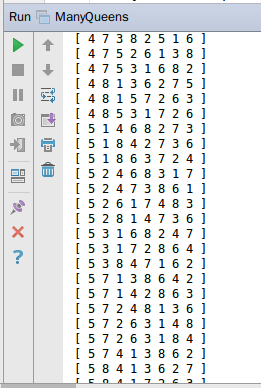 Run ManyQueens
[ 4 7 3 8 2 5 1 6 ]
[ 4 7 5 2 6 1 3 8 ]
[ 4 7 5 3 1 6 8 2 ]
[ 4 8 1 3 6 2 7 5 ]
[ 4 8 1 5 7 2 6 3 ]
[ 4 8 5 3 1 7 2 6 ]
[ 5 1 4 6 8 2 7 3 ]
[ 5 1 8 4 2 7 3 6 ]
[ 5 1 8 6 3 7 2 4 ]
[ 5 2 4 6 8 3 1 7 ]
[ 5 2 4 7 3 8 6 1 ]
[ 5 2 6 1 7 4 8 3 ]
[ 5 2 8 1 4 7 3 6 ]
[ 5 3 1 6 8 2 4 7 ]
[ 5 3 1 7 2 8 6 4 ]
[ 5 3 8 4 7 1 6 2 ]
[ 5 7 1 3 8 6 4 2 ]
[ 5 7 1 4 2 8 6 3 ]
[ 5 7 2 4 8 1 3 6 ]
[ 5 7 2 6 3 1 4 8 ]
[ 5 7 2 6 3 1 8 4 ]
[ 5 7 4 1 3 8 6 2 ]
[ 5 8 4 1 3 6 2 7 ]
[ 5 8 4 1 7 2 6 3 ]